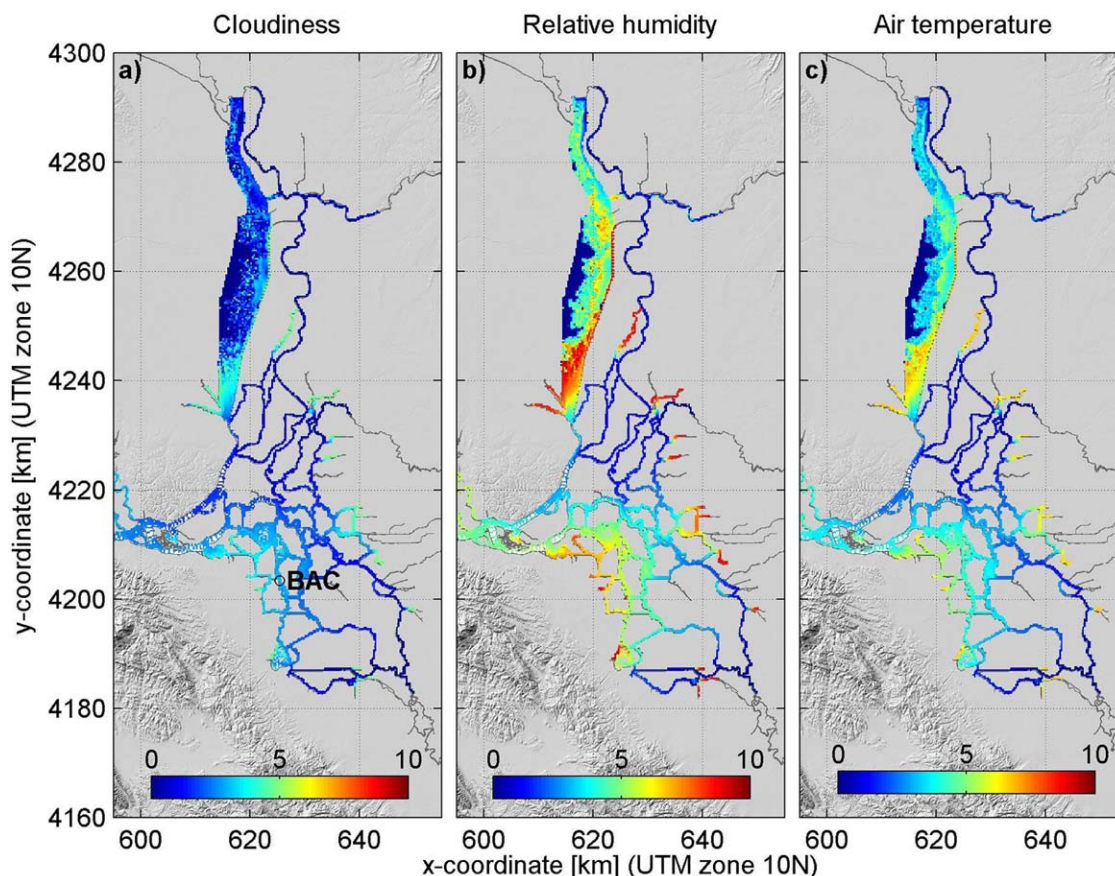 Cloudiness Relative humidity Air temperature
a) b) c)
4300
4280
4260
4240
4220
4200
4180
4160
y-coordinate [km] (UTM zone 10N)
BAC
0 5 10 0 5 10 0 5 10
600 620 640 600 620 640 600 620 640
x-coordinate [km] (UTM zone 10N)